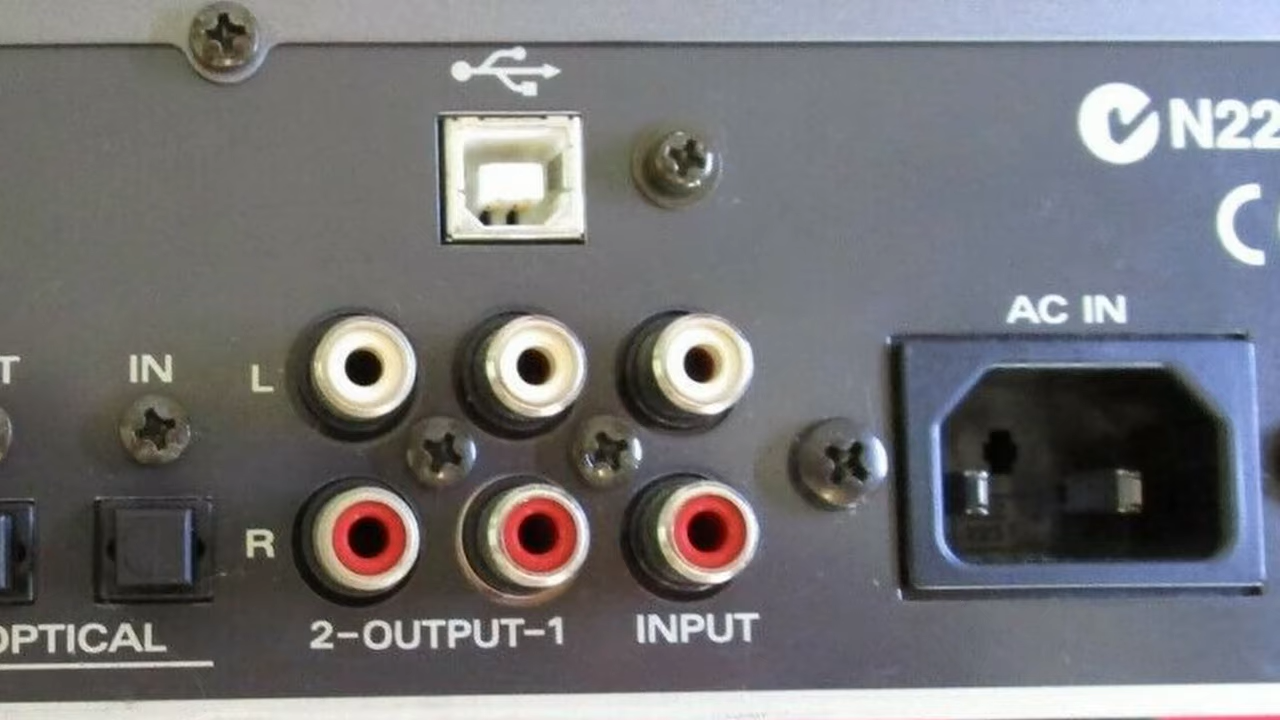 N22
AC IN
T
IN
L
R
OPTICAL
2-OUTPUT-1
INPUT